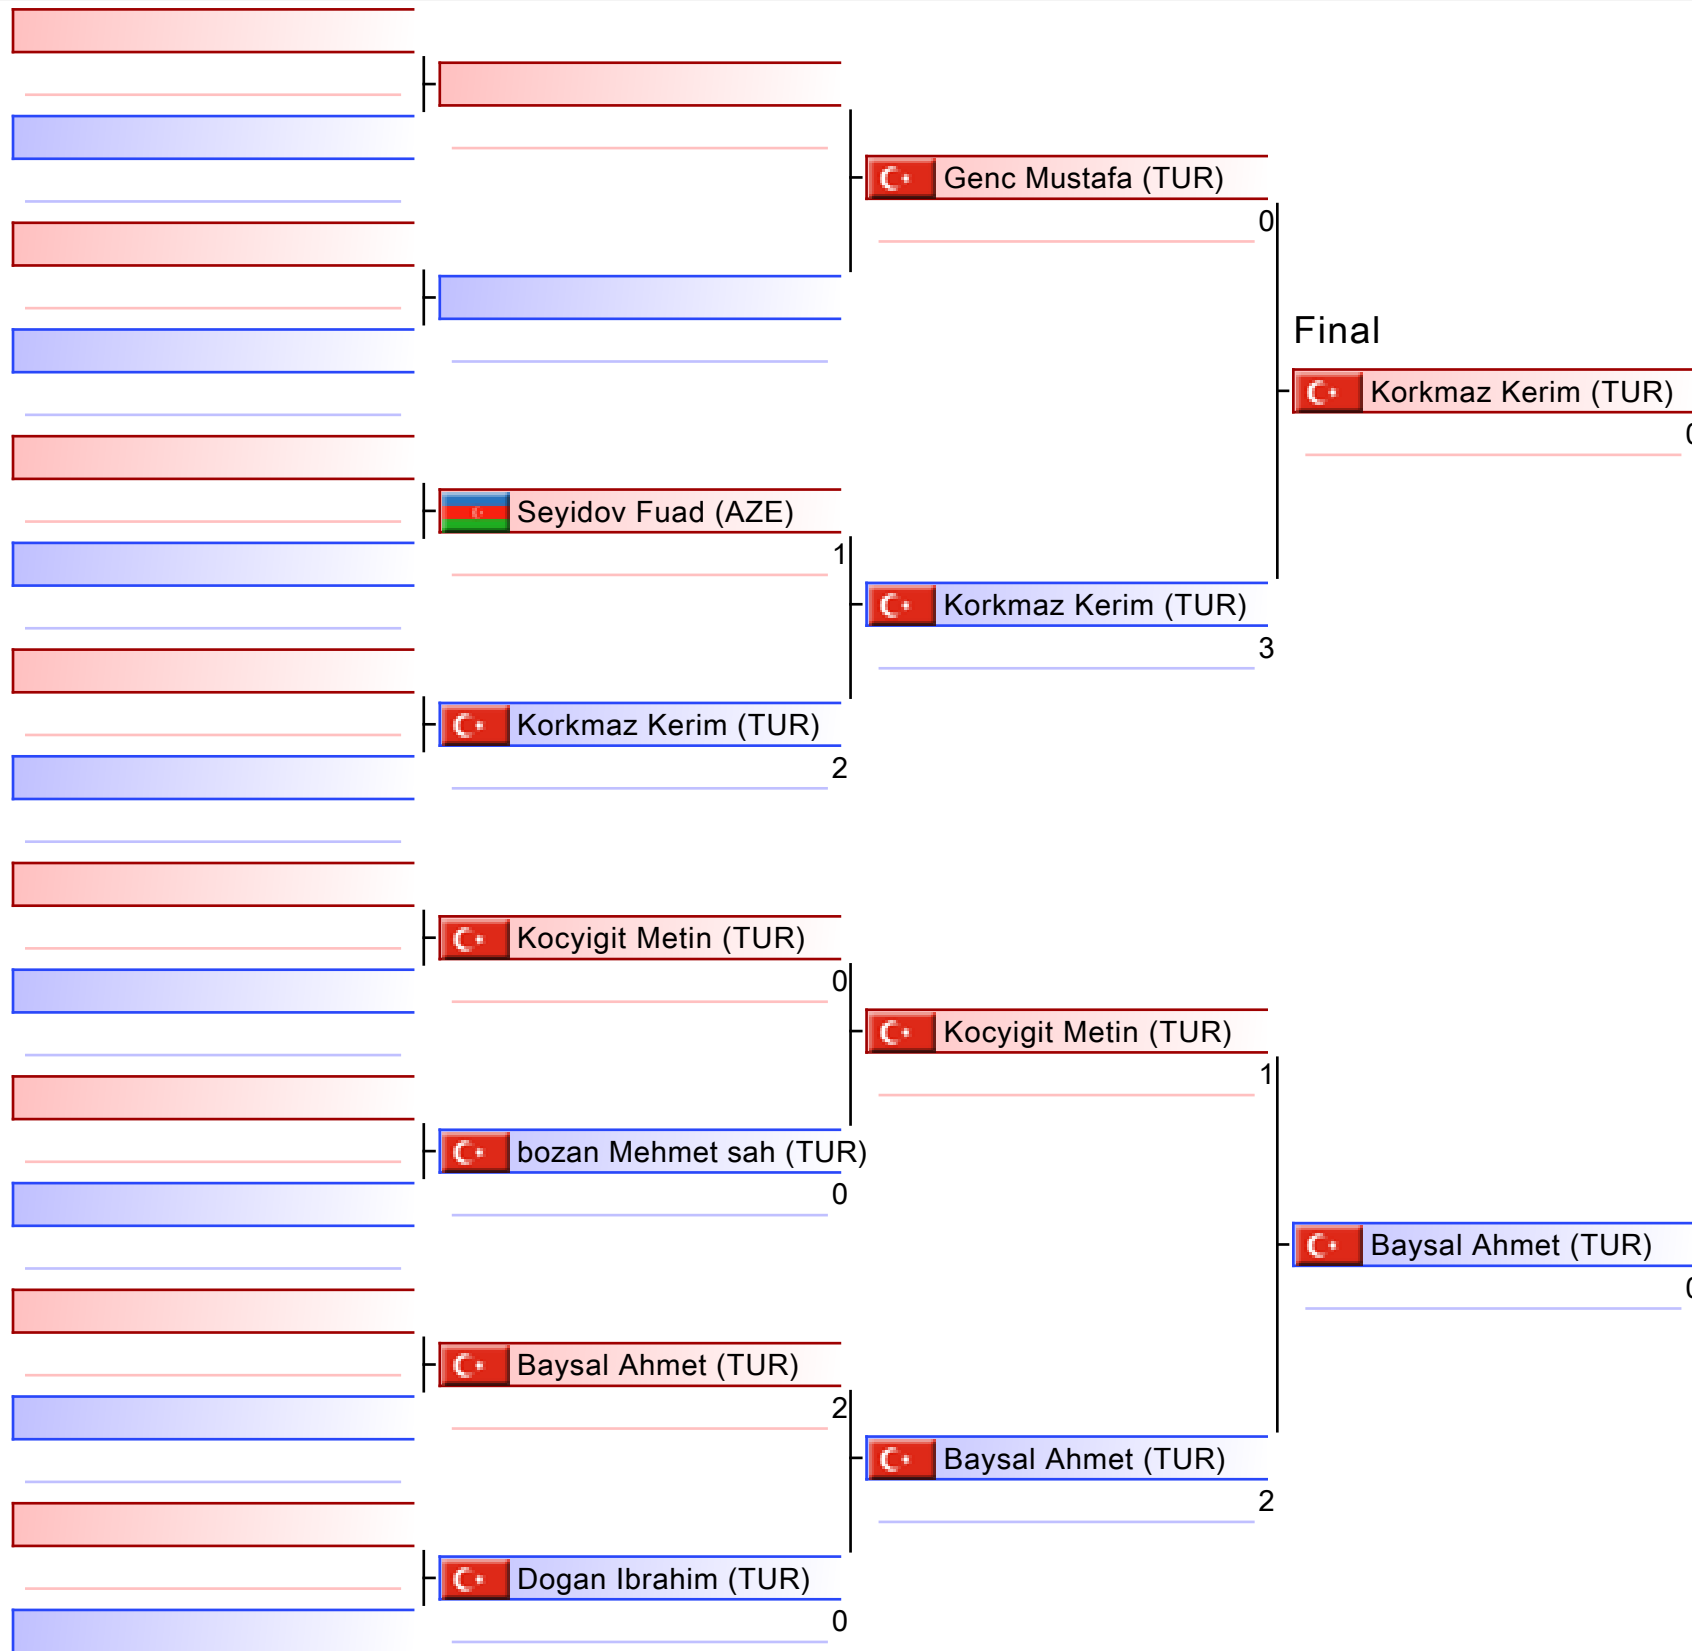 Genc Mustafa (TUR)
0
Final
Korkmaz Kerim (TUR)
0
Seyidov Fuad (AZE)
1
Korkmaz Kerim (TUR)
3
Korkmaz Kerim (TUR)
2
Kocyigit Metin (TUR)
0
Kocyigit Metin (TUR)
1
bozan Mehmet sah (TUR)
0
Baysal Ahmet (TUR)
0
Baysal Ahmet (TUR)
2
Baysal Ahmet (TUR)
2
Dogan Ibrahim (TUR)
0